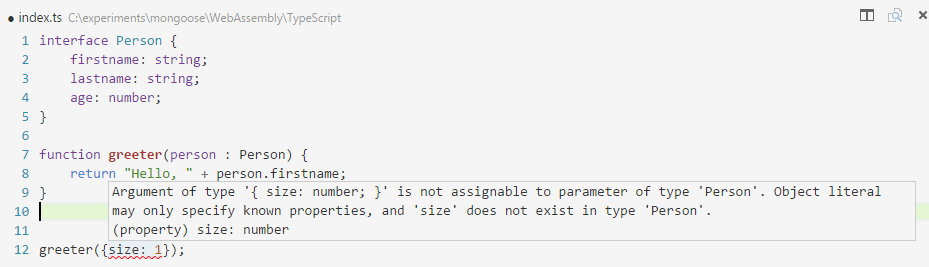 ● index.ts C:\experiments\mongoose\WebAssembly\TypeScript
1 interface Person {
2     firstname: string;
3     lastname: string;
4     age: number;
5 }
6
7 function greeter(person : Person) {
8     return "Hello, " + person.firstname;
9 }
Argument of type '{ size: number; }' is not assignable to parameter of type 'Person'. Object literal
10
may only specify known properties, and 'size' does not exist in type 'Person'.
11
(property) size: number
12 greeter({size: 1});